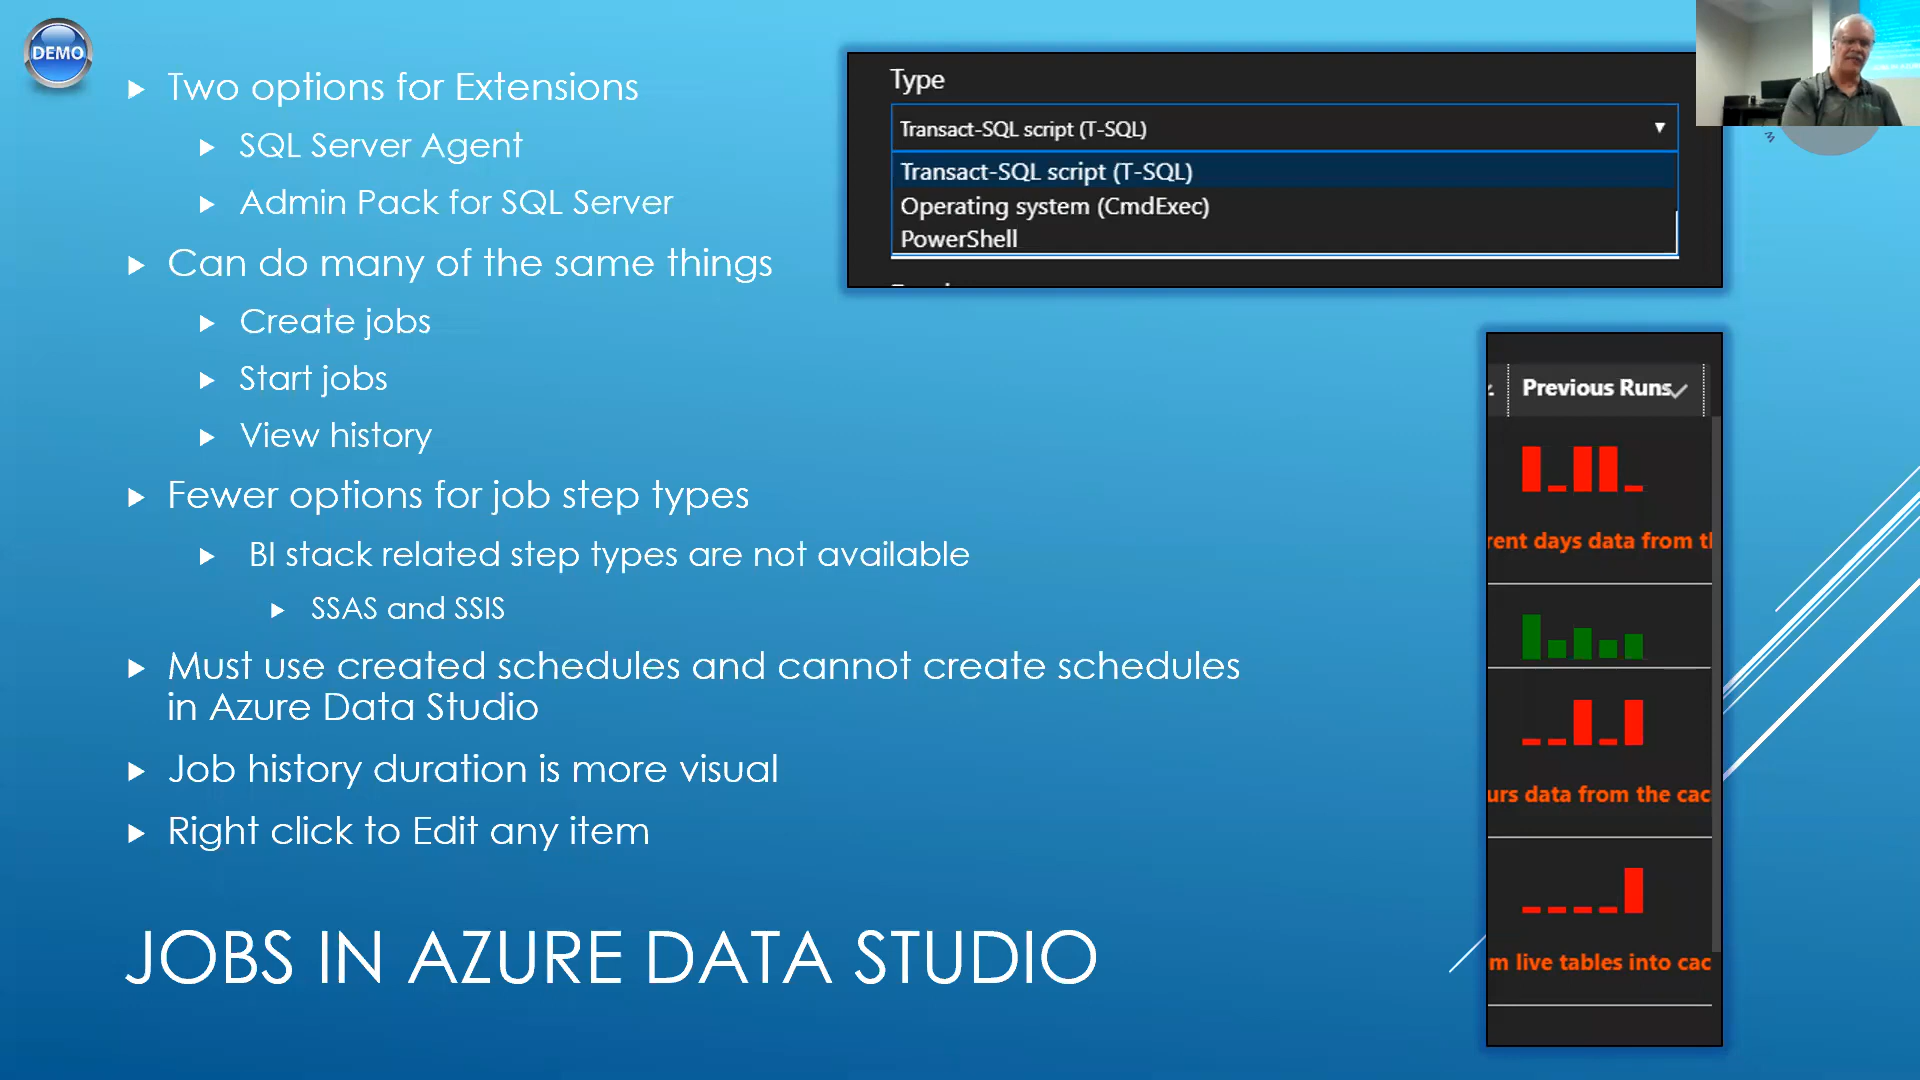 DEMO
Two options for Extensions
SQL Server Agent
Admin Pack for SQL Server
Can do many of the same things
Create jobs
Start jobs
View history
Fewer options for job step types
BI stack related step types are not available
SSAS and SSIS
Must use created schedules and cannot create schedules
in Azure Data Studio
Job history duration is more visual
Right click to Edit any item
JOBS IN AZURE DATA STUDIO
Type
Transact-SQL script (T-SQL)
Transact-SQL script (T-SQL)
Operating system (CmdExec)
PowerShell
Previous Runs
rent days data from t
urs data from the cac
m live tables into cac